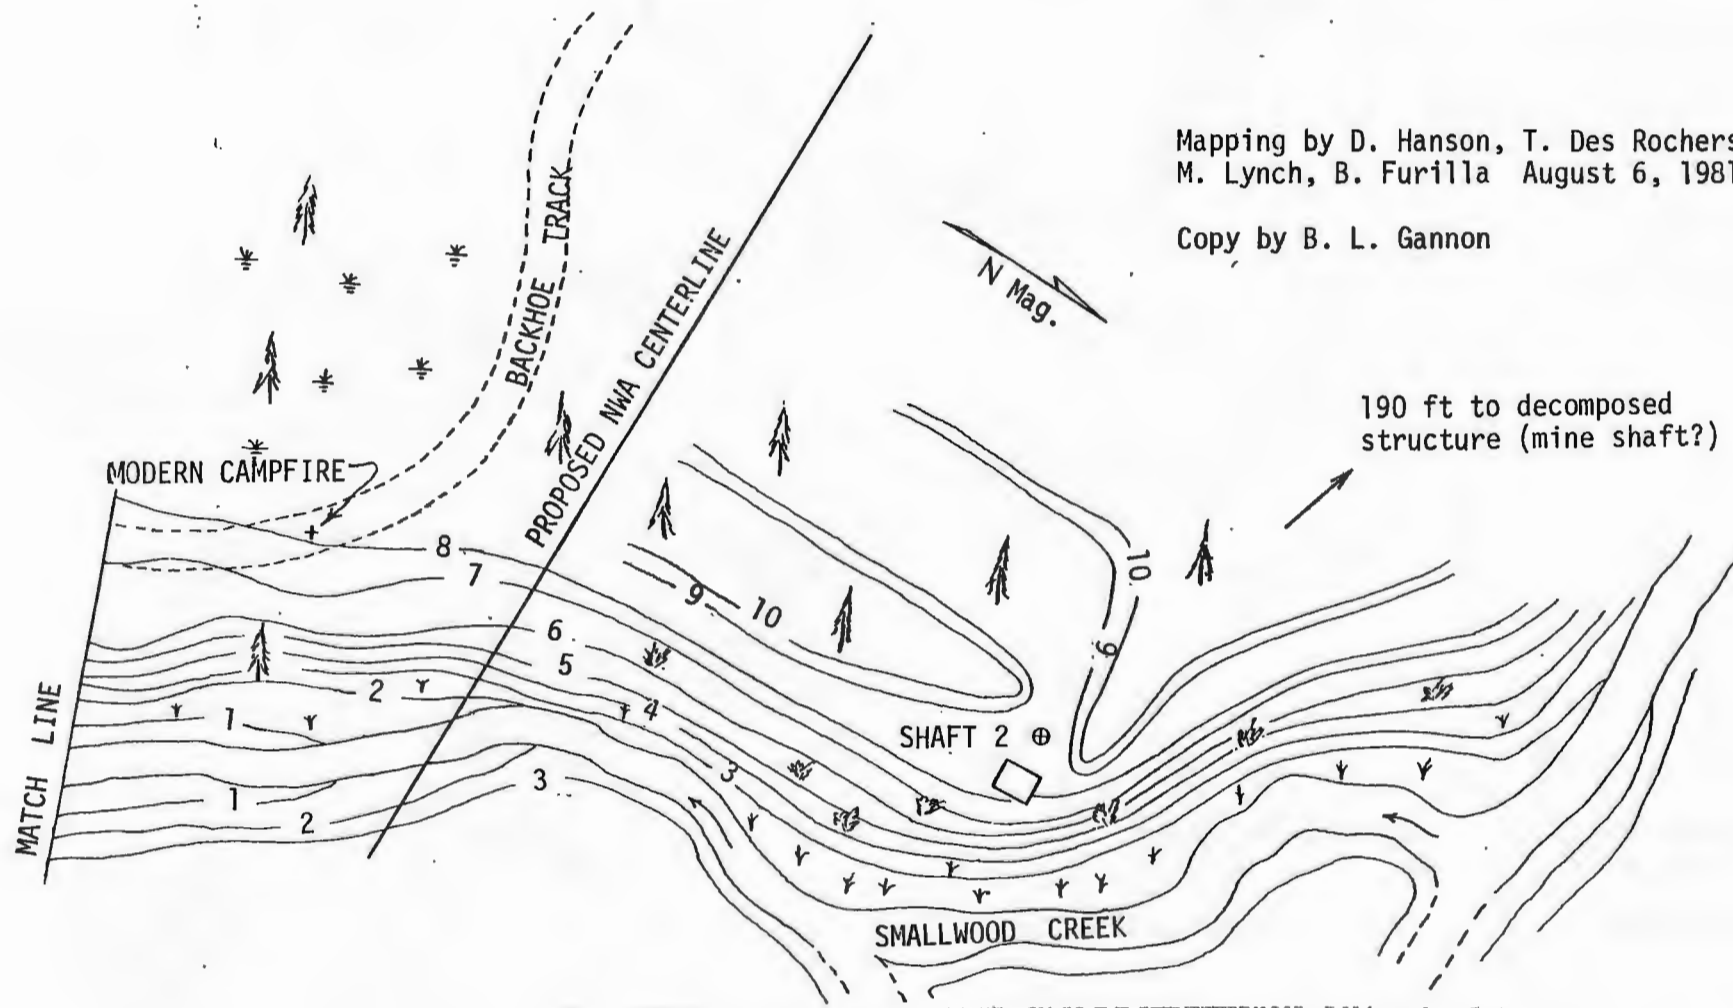 Mapping by D. Hanson, T. Des Rochers
M. Lynch, B. Furilla August 6, 1981
Copy by B. L. Gannon
N Mag.
BACKHOE TRACK
PROPOSED NWA CENTERLINE
190 ft to decomposed
structure (mine shaft?)
MODERN CAMPFIRE
8
7
6
5
4
3
2
1
1
2
3
9
10
10
9
SHAFT 2
MATCH LINE
SMALLWOOD CREEK